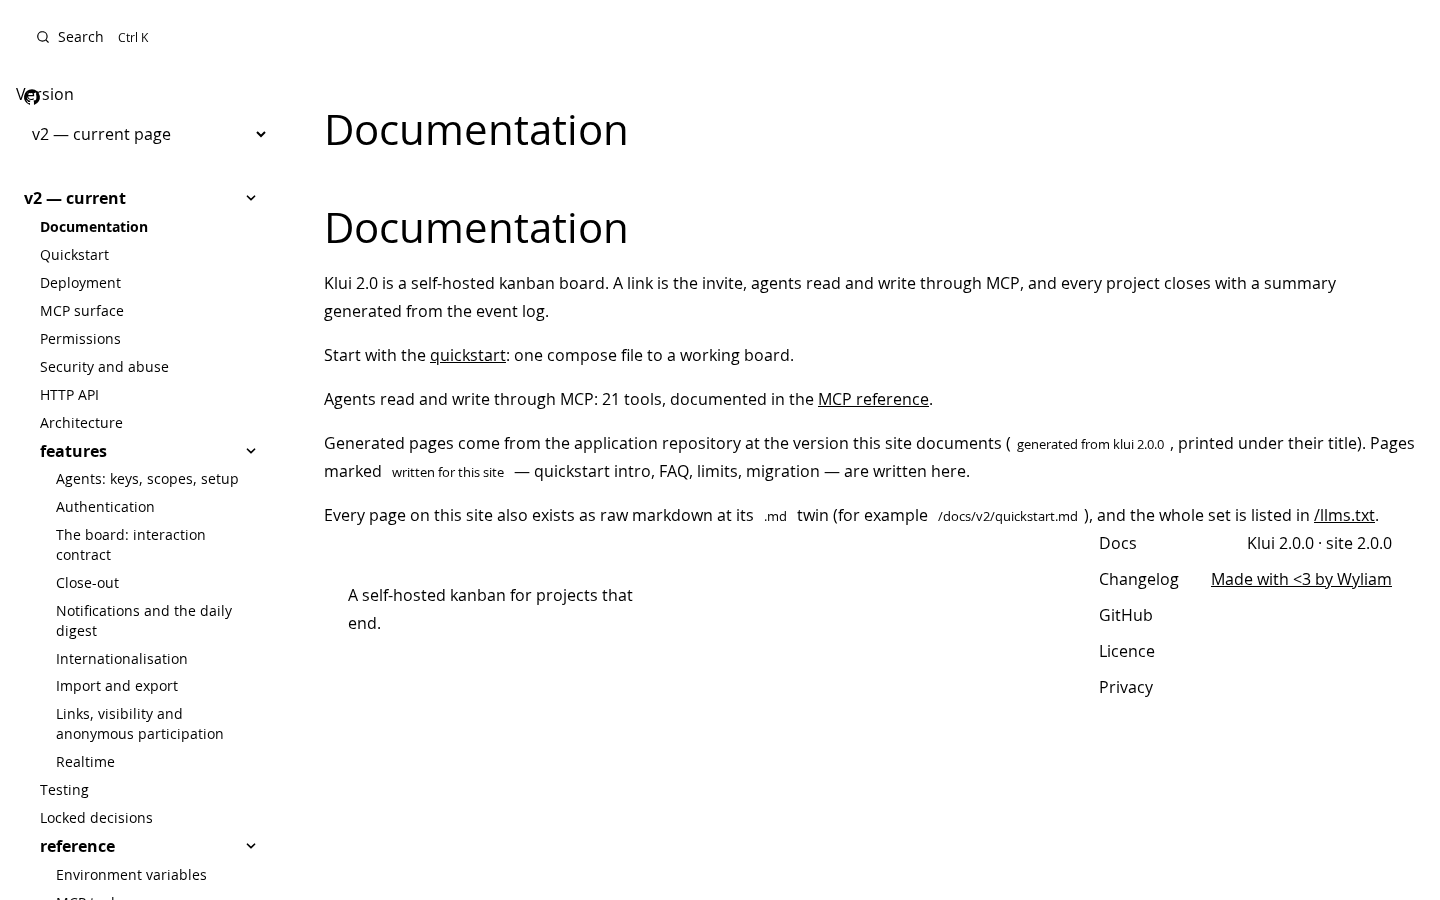 Search Ctrl K
Version
v2 — current page
v2 — current
Documentation
Quickstart
Deployment
MCP surface
Permissions
Security and abuse
HTTP API
Architecture
features
Agents: keys, scopes, setup
Authentication
The board: interaction
contract
Close-out
Notifications and the daily
digest
Internationalisation
Import and export
Links, visibility and
anonymous participation
Realtime
Testing
Locked decisions
reference
Environment variables
Documentation
Documentation
Klui 2.0 is a self-hosted kanban board. A link is the invite, agents read and write through MCP, and every project closes with a summary
generated from the event log.
Start with the quickstart: one compose file to a working board.
Agents read and write through MCP: 21 tools, documented in the MCP reference.
Generated pages come from the application repository at the version this site documents ( generated from klui 2.0.0 , printed under their title). Pages
marked written for this site — quickstart intro, FAQ, limits, migration — are written here.
Every page on this site also exists as raw markdown at its .md twin (for example /docs/v2/quickstart.md ), and the whole set is listed in /llms.txt.
A self-hosted kanban for projects that
end.
Docs
Changelog
GitHub
Licence
Privacy
Klui 2.0.0 · site 2.0.0
Made with <3 by Wyliam